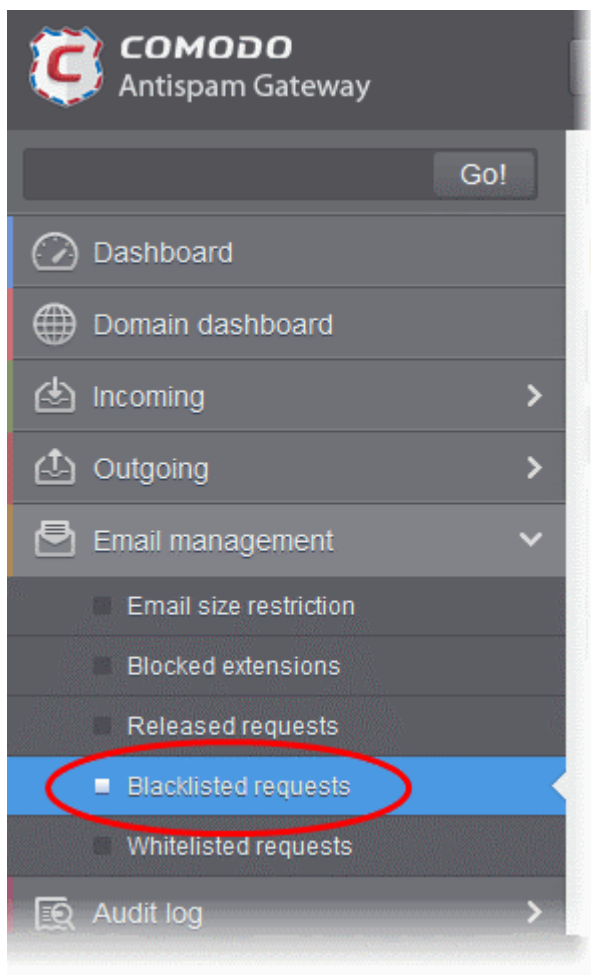 COMODO
Antispam Gateway
Go!
Dashboard
Domain dashboard
Incoming
Outgoing
Email management
Email size restriction
Blocked extensions
Released requests
Blacklisted requests
Whitelisted requests
Audit log